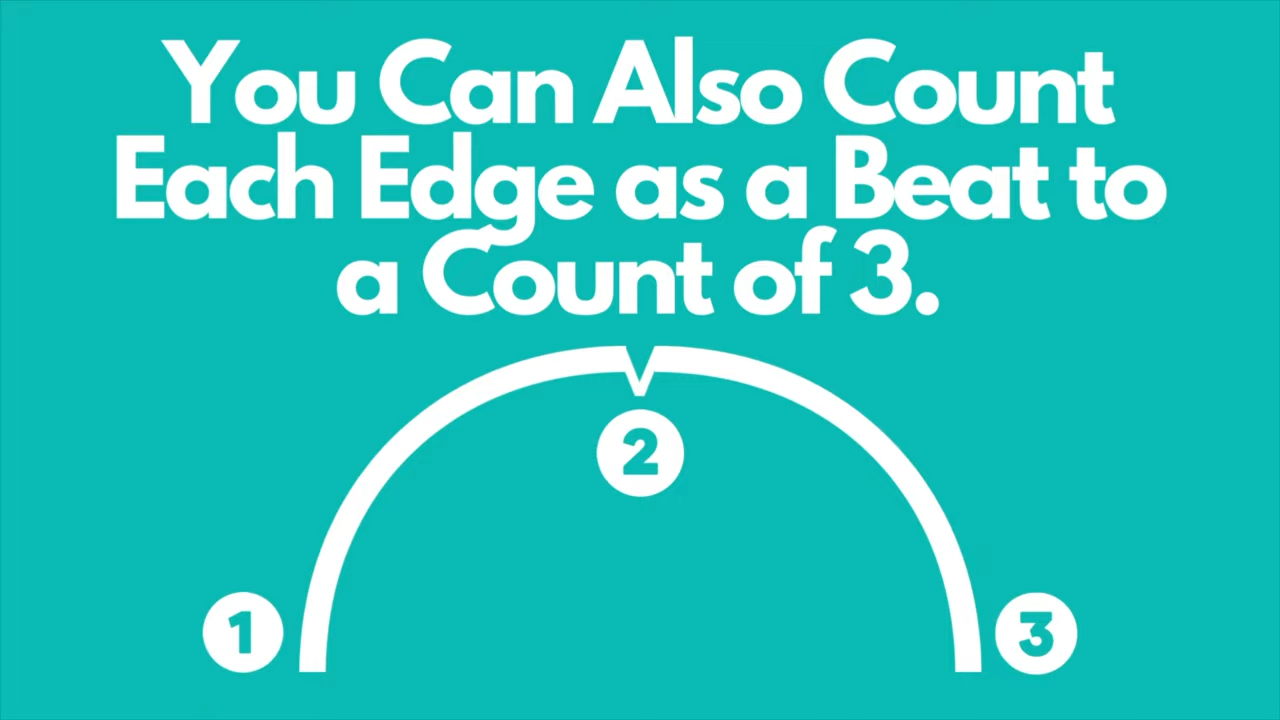 You Can Also Count
Each Edge as a Beat to
a Count of 3.
2
1
3